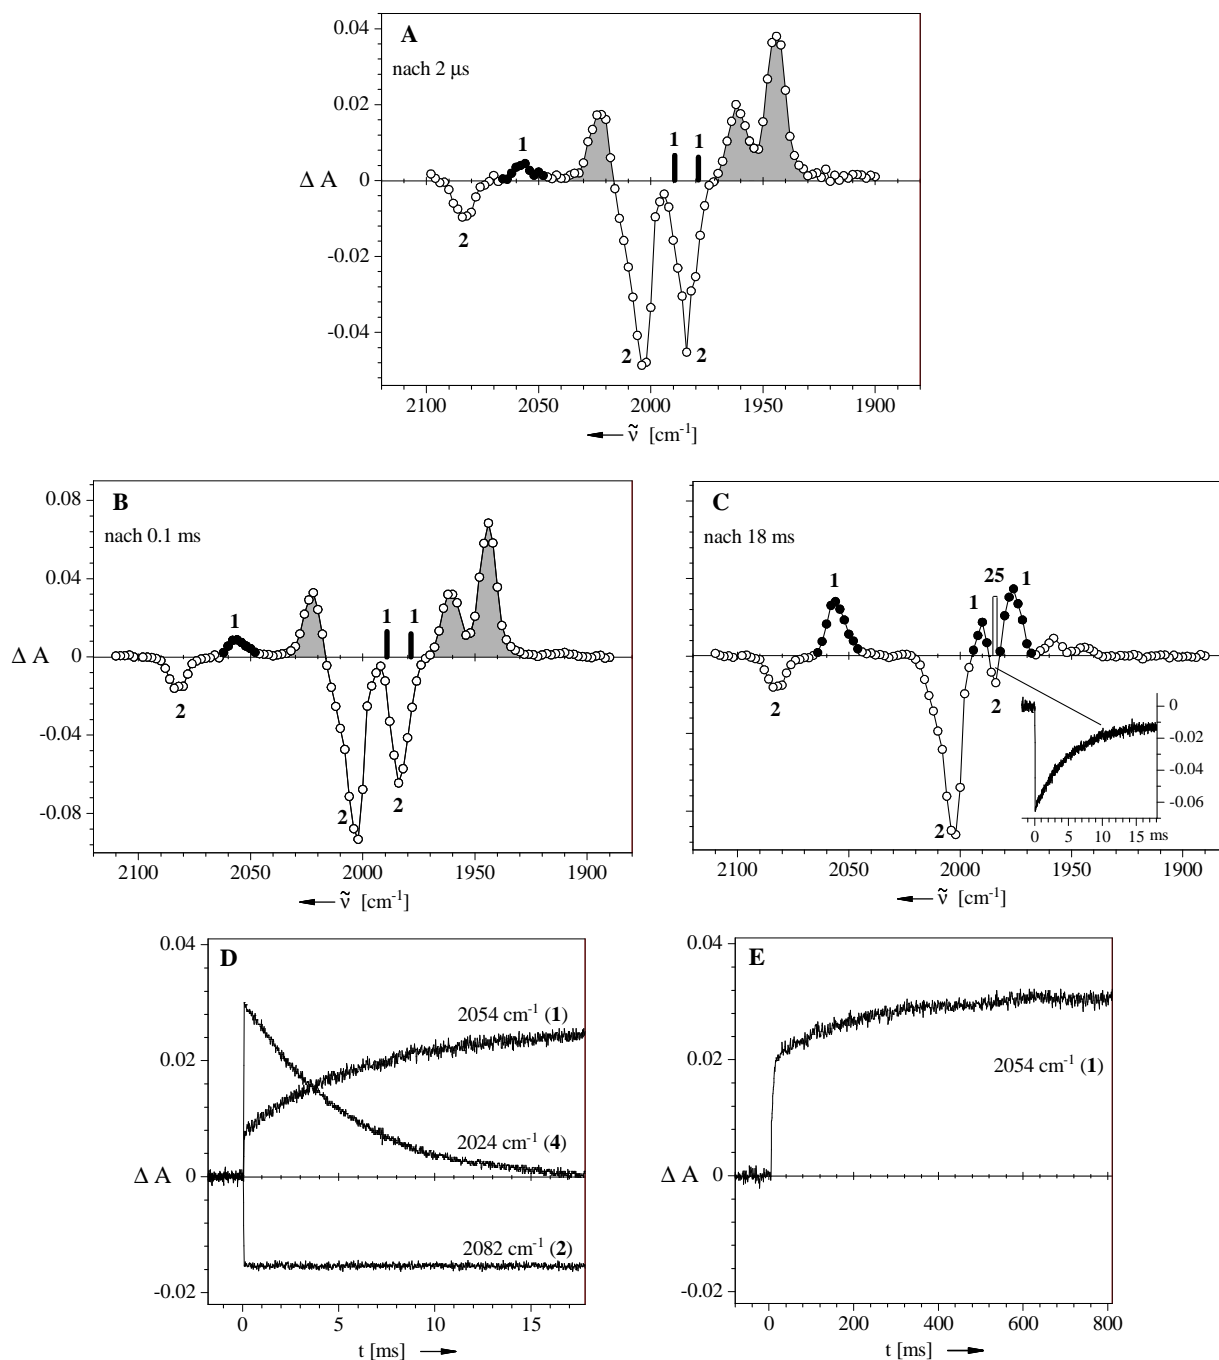 A
nach 2 µs
0.04
0.02
0
-0.02
-0.04
Δ A
1
1
1
2
2
2
2100
2050
2000
1950
1900
ν̃ [cm⁻¹]
B
nach 0.1 ms
0.08
0.04
0
-0.04
-0.08
Δ A
1
1
1
2
2
2
2100
2050
2000
1950
1900
ν̃ [cm⁻¹]
C
nach 18 ms
1
1
25
1
2
2
2
0
-0.02
-0.04
-0.06
0 5 10 15 ms
2100
2050
2000
1950
1900
ν̃ [cm⁻¹]
D
0.04
0.02
0
-0.02
Δ A
2054 cm⁻¹ (1)
2024 cm⁻¹ (4)
2082 cm⁻¹ (2)
0 5 10 15
t [ms]
E
0.04
0.02
0
-0.02
Δ A
2054 cm⁻¹ (1)
0 200 400 600 800
t [ms]